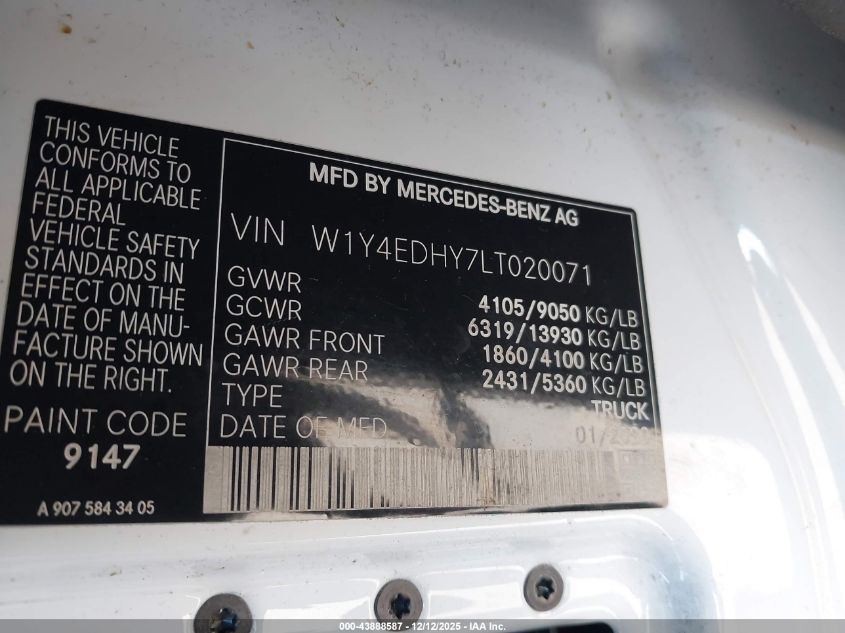 THIS VEHICLE
CONFORMS TO
ALL APPLICABLE
FEDERAL
VEHICLE SAFETY
STANDARDS IN
EFFECT ON THE
DATE OF MANU-
FACTURE SHOWN
ON THE RIGHT.
PAINT CODE
9147
A 907 584 34 05
MFD BY MERCEDES-BENZ AG
VIN W1Y4EDHY7LT020071
GVWR 4105/9050 KG/LB
GCWR 6319/13930 KG/LB
GAWR FRONT 1860/4100 KG/LB
GAWR REAR 2431/5360 KG/LB
TYPE TRUCK
DATE OF MFD
000-43888587 - 12/12/2025 - IAA Inc.